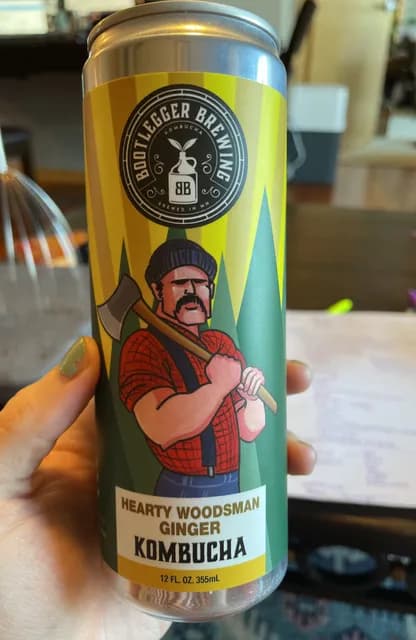 BOOTLEGGER BREWING
KOMBUCHA
BB
BREWED IN MN
HEARTY WOODSMAN
GINGER
KOMBUCHA
12 FL. OZ. 355mL